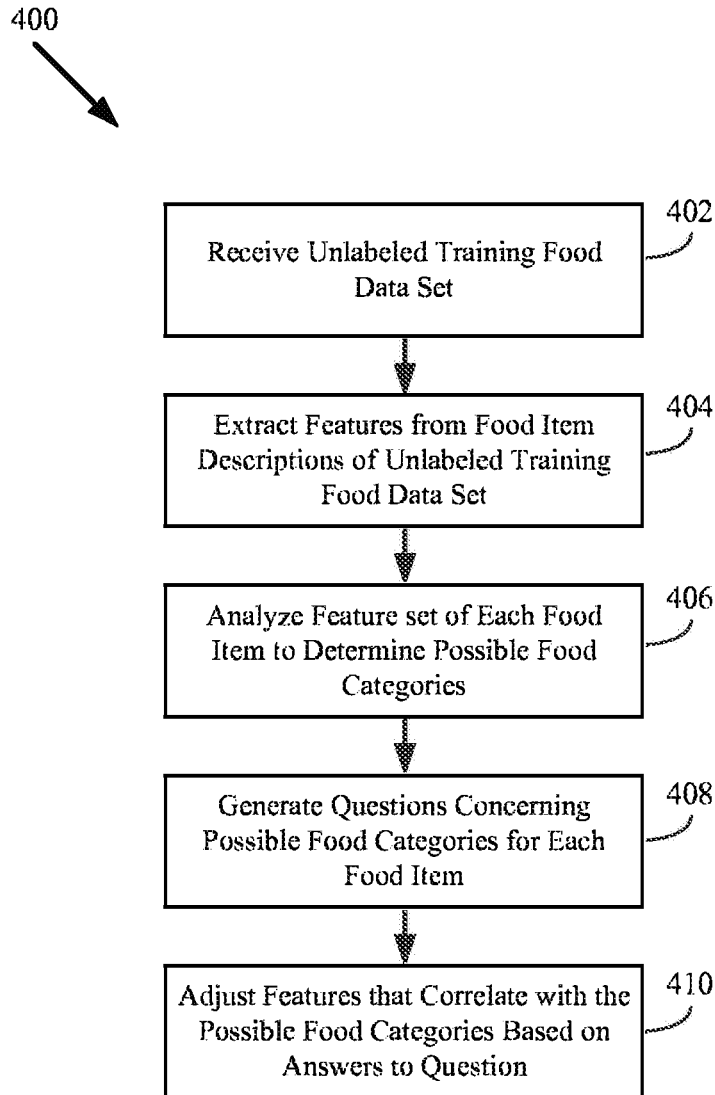 400
402
Receive Unlabeled Training Food
Data Set
404
Extract Features from Food Item
Descriptions of Unlabeled Training
Food Data Set
406
Analyze Feature set of Each Food
Item to Determine Possible Food
Categories
408
Generate Questions Concerning
Possible Food Categories for Each
Food Item
410
Adjust Features that Correlate with the
Possible Food Categories Based on
Answers to Question